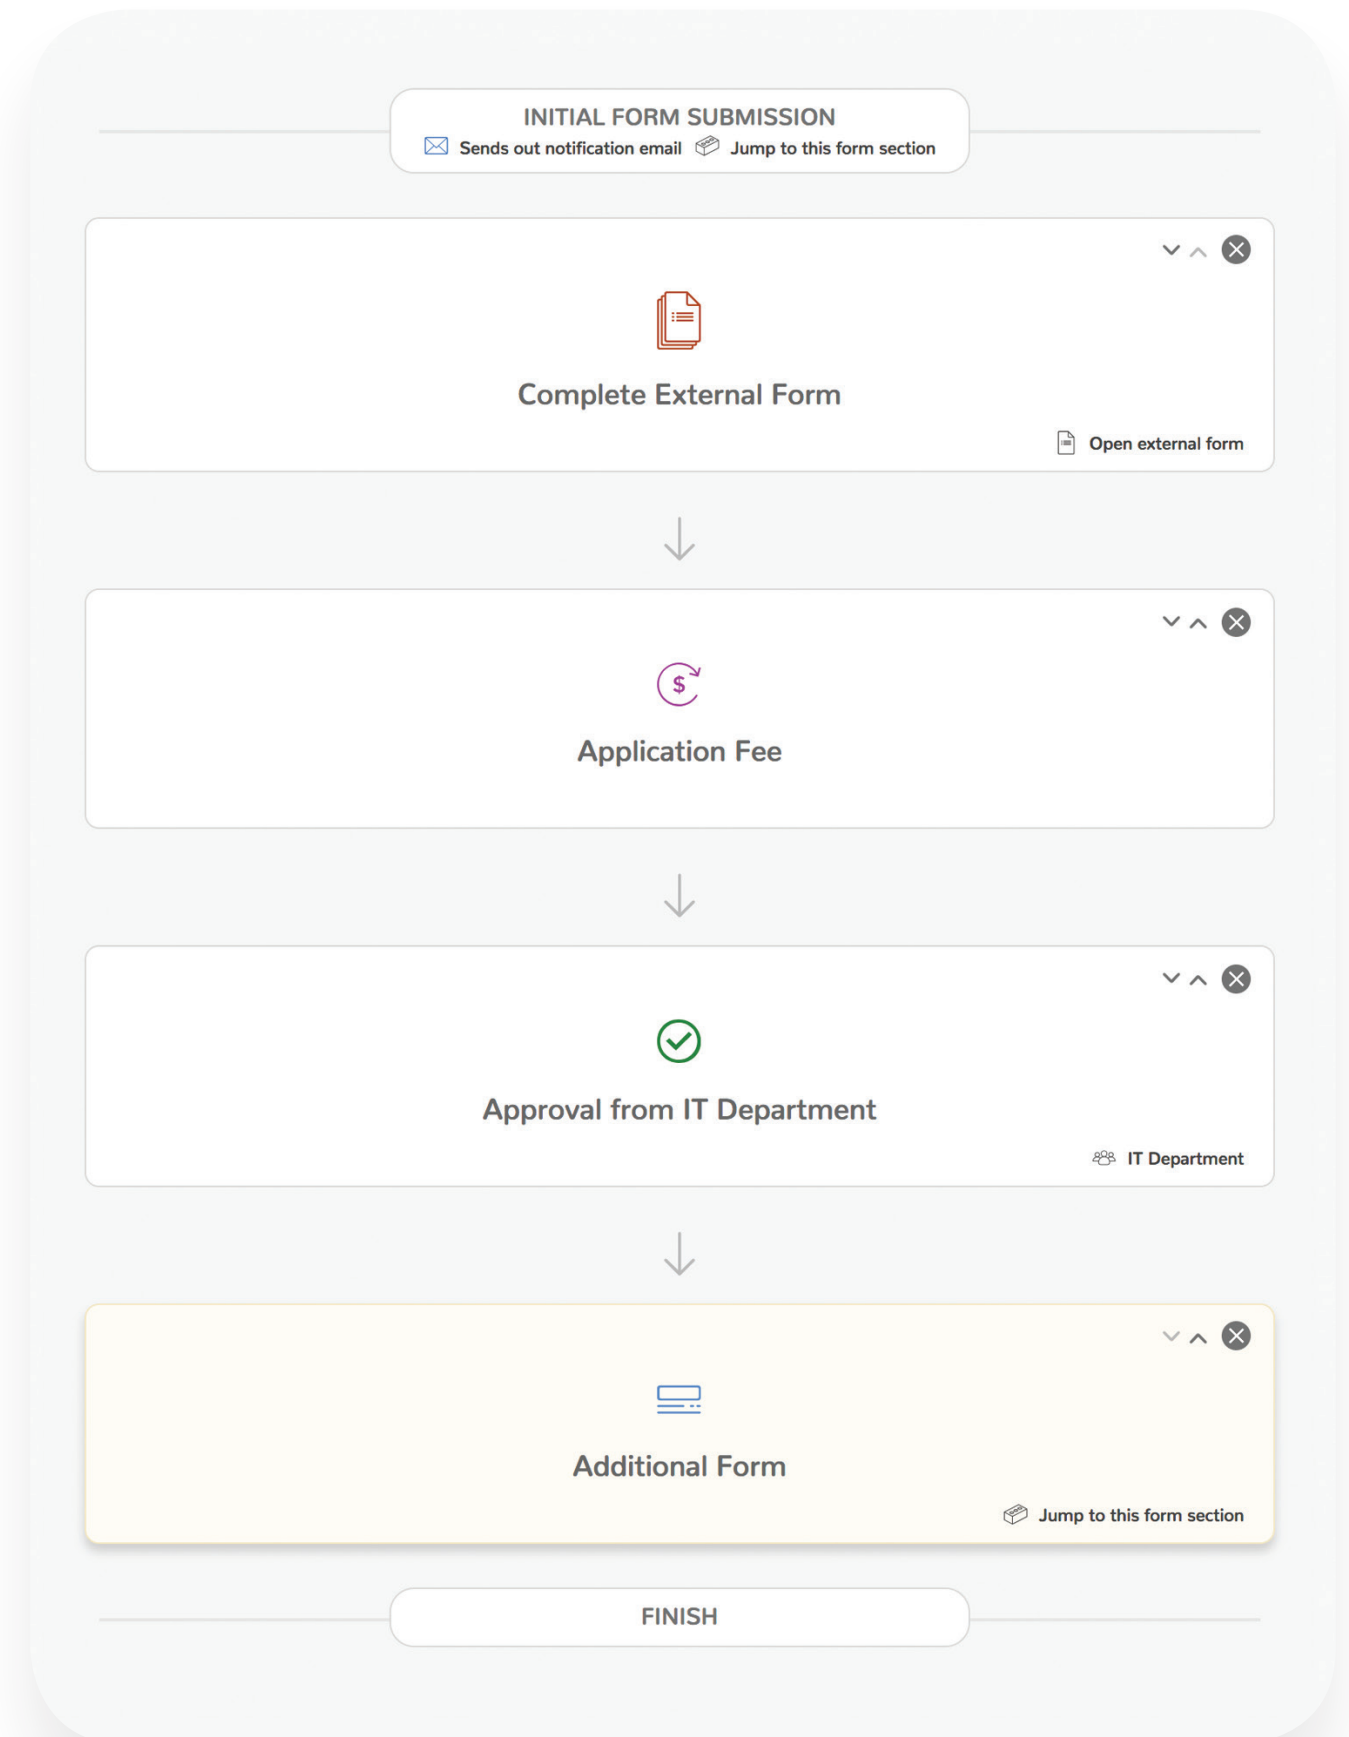 INITIAL FORM SUBMISSION
Sends out notification email Jump to this form section
Complete External Form
Open external form
$
Application Fee
Approval from IT Department
IT Department
Additional Form
Jump to this form section
FINISH